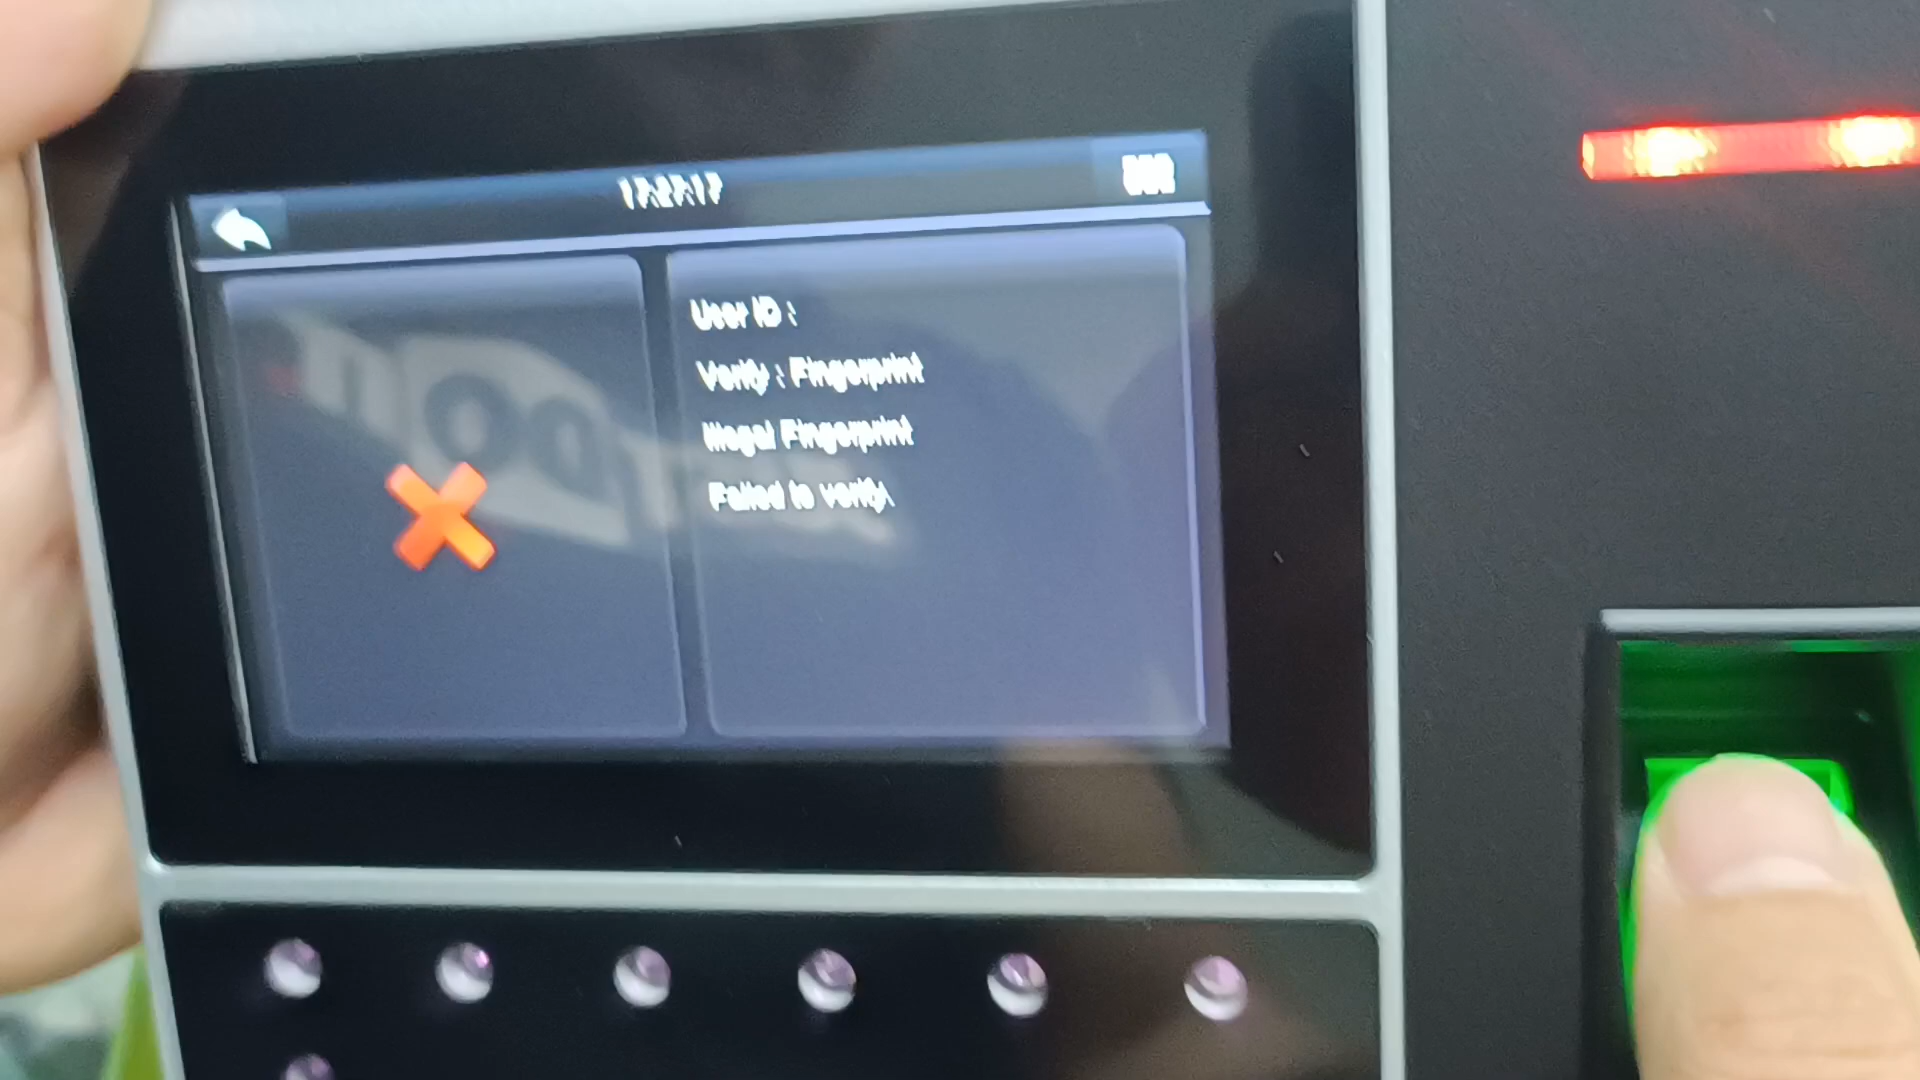 User ID :
Verify : Fingerprint
Illegal Fingerprint
Failed to verify.